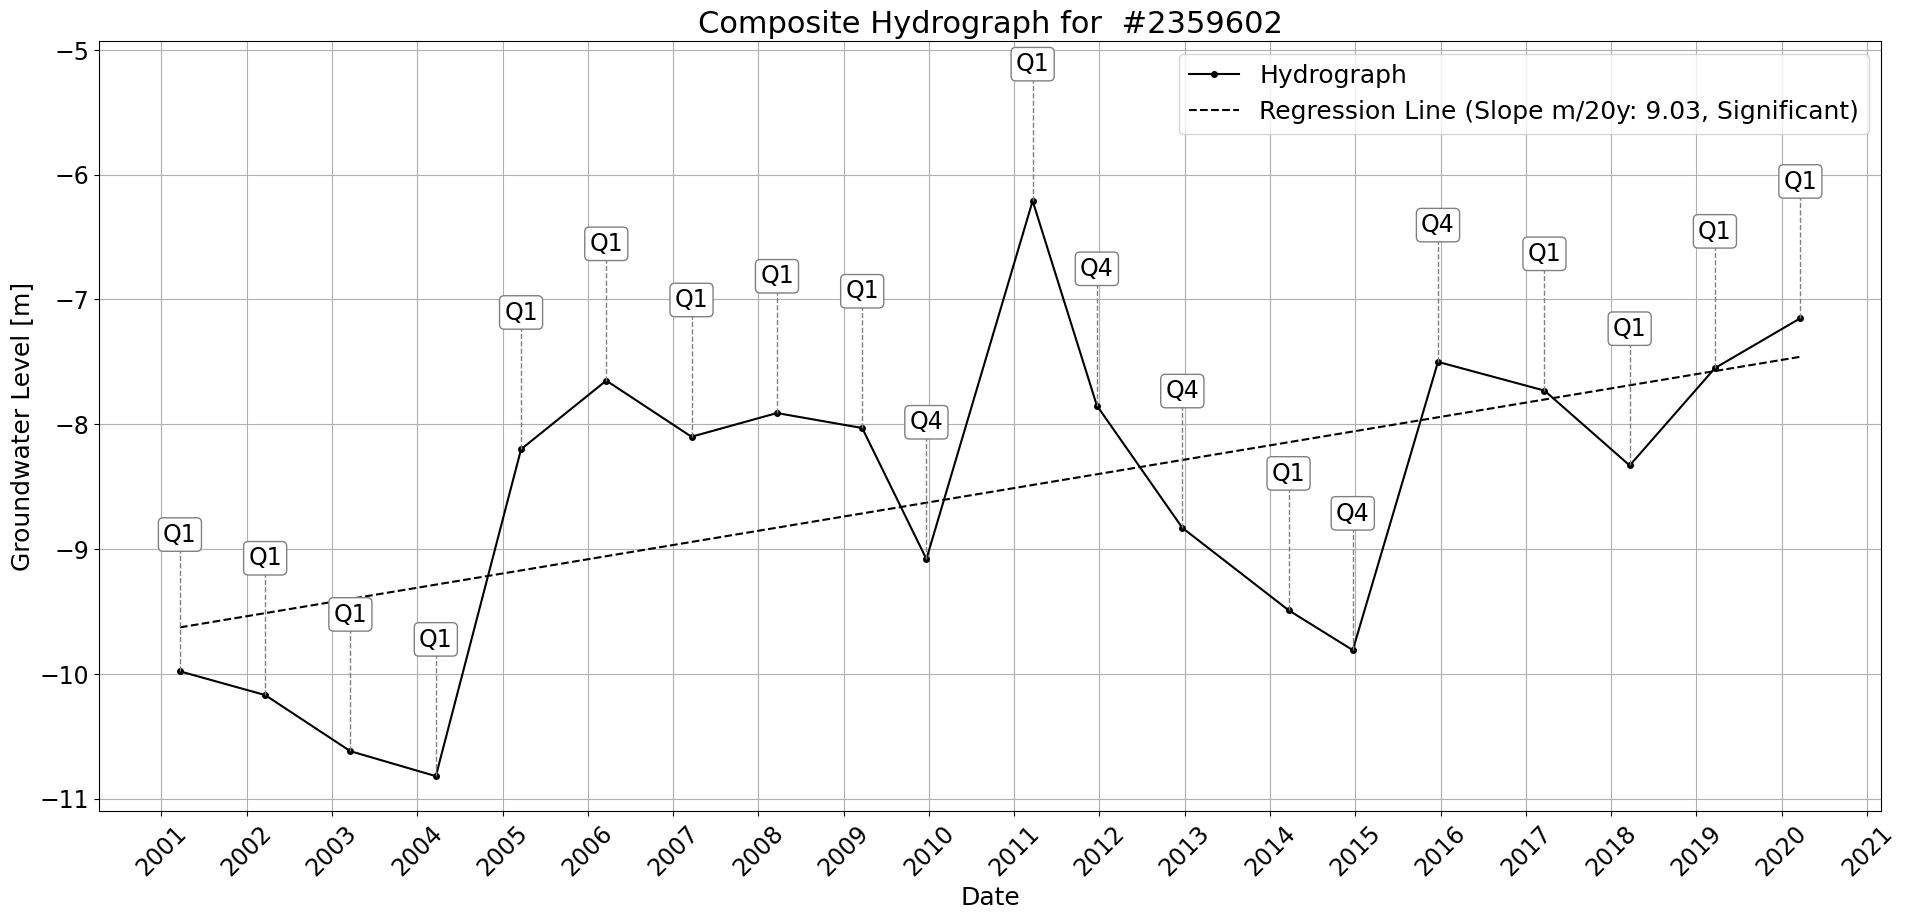 Composite Hydrograph for  #2359602
Hydrograph
Regression Line (Slope m/20y: 9.03, Significant)
Groundwater Level [m]
−5
−6
−7
−8
−9
−10
−11
Q1
Q1
Q1
Q1
Q1
Q1
Q1
Q1
Q1
Q4
Q1
Q4
Q4
Q1
Q4
Q4
Q1
Q1
Q1
Q1
2001
2002
2003
2004
2005
2006
2007
2008
2009
2010
2011
2012
2013
2014
2015
2016
2017
2018
2019
2020
2021
Date